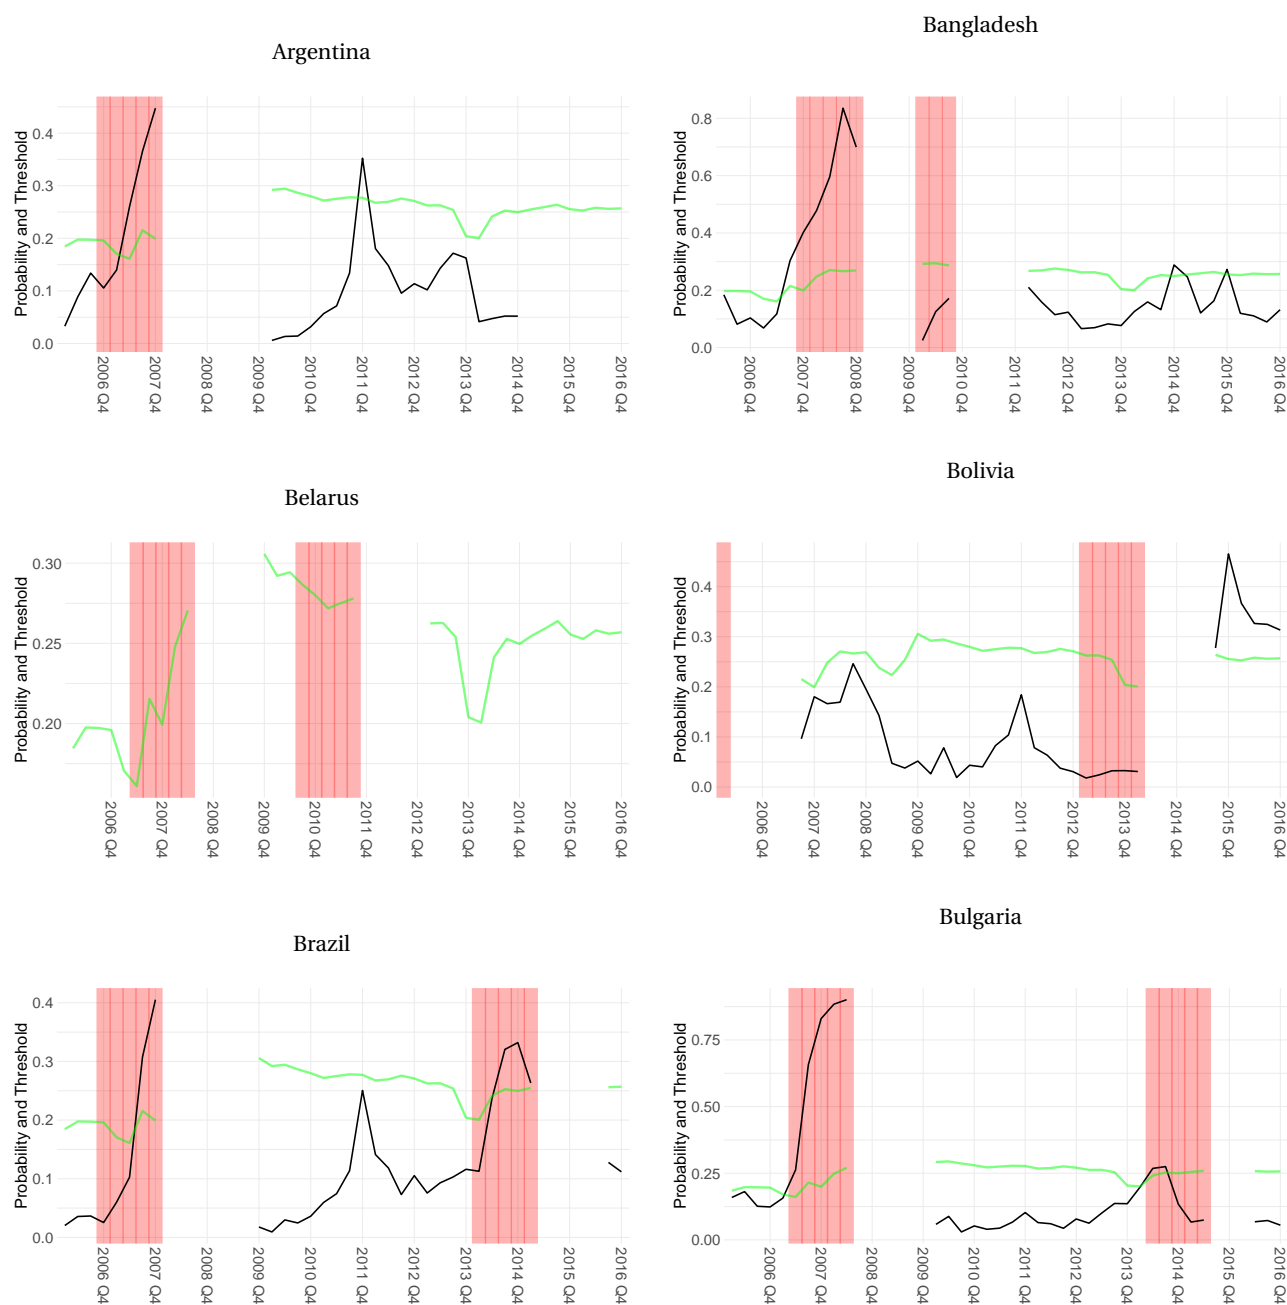 Argentina
Probability and Threshold
0.4
0.3
0.2
0.1
0.0
2006 Q4
2007 Q4
2008 Q4
2009 Q4
2010 Q4
2011 Q4
2012 Q4
2013 Q4
2014 Q4
2015 Q4
2016 Q4
Bangladesh
Probability and Threshold
0.8
0.6
0.4
0.2
0.0
2006 Q4
2007 Q4
2008 Q4
2009 Q4
2010 Q4
2011 Q4
2012 Q4
2013 Q4
2014 Q4
2015 Q4
2016 Q4
Belarus
Probability and Threshold
0.30
0.25
0.20
2006 Q4
2007 Q4
2008 Q4
2009 Q4
2010 Q4
2011 Q4
2012 Q4
2013 Q4
2014 Q4
2015 Q4
2016 Q4
Bolivia
Probability and Threshold
0.4
0.3
0.2
0.1
0.0
2006 Q4
2007 Q4
2008 Q4
2009 Q4
2010 Q4
2011 Q4
2012 Q4
2013 Q4
2014 Q4
2015 Q4
2016 Q4
Brazil
Probability and Threshold
0.4
0.3
0.2
0.1
0.0
2006 Q4
2007 Q4
2008 Q4
2009 Q4
2010 Q4
2011 Q4
2012 Q4
2013 Q4
2014 Q4
2015 Q4
2016 Q4
Bulgaria
Probability and Threshold
0.75
0.50
0.25
0.00
2006 Q4
2007 Q4
2008 Q4
2009 Q4
2010 Q4
2011 Q4
2012 Q4
2013 Q4
2014 Q4
2015 Q4
2016 Q4